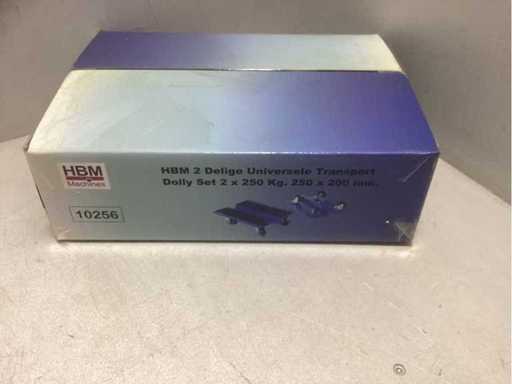 HBM
Machines
HBM 2 Delige Universele Transport
Dolly Set 2 x 250 Kg. 250 x 200 mm.
10256